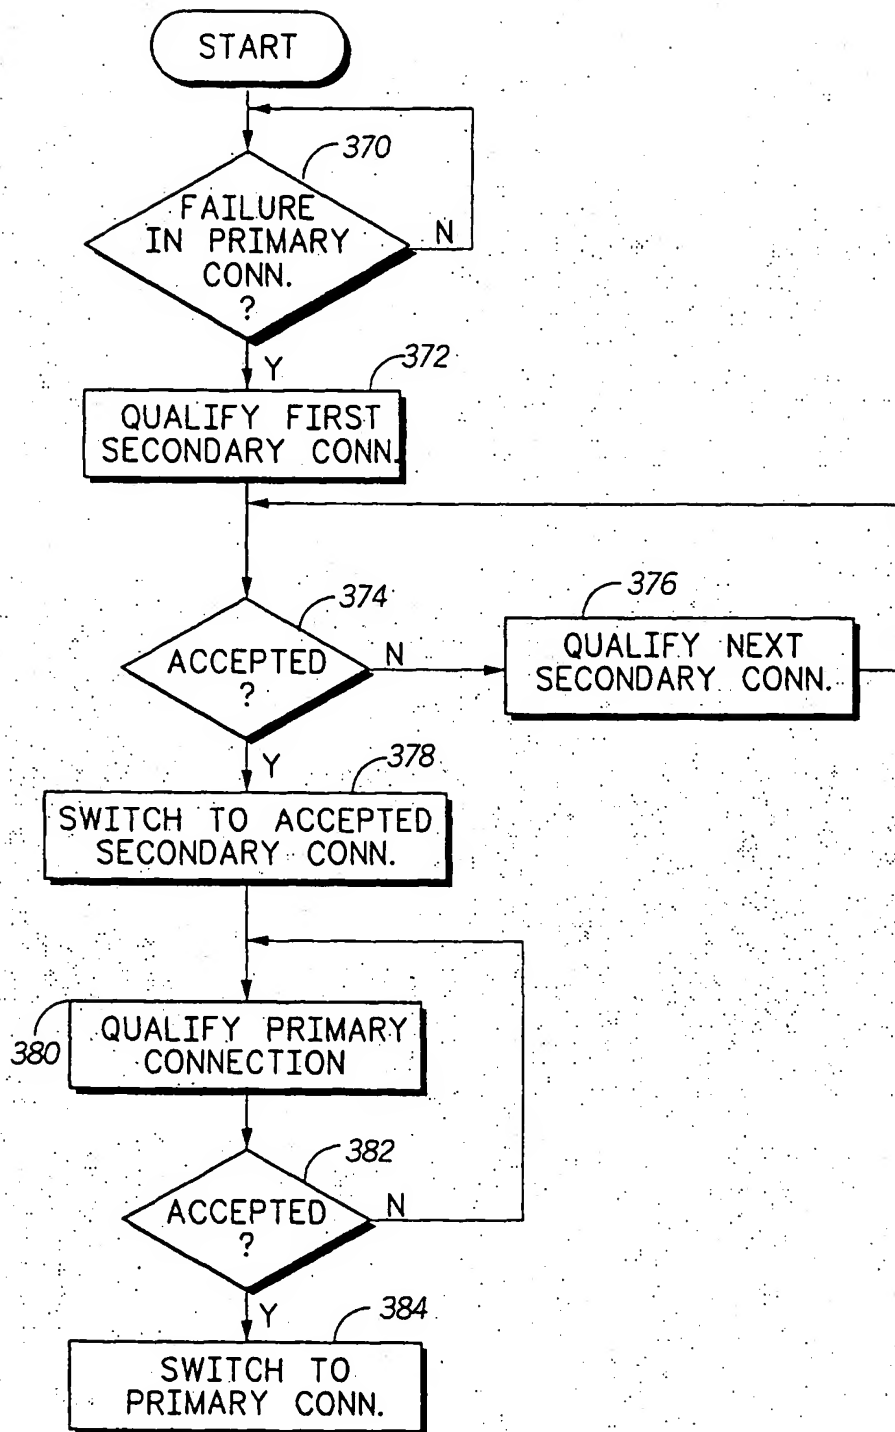 START
370
FAILURE
IN PRIMARY
CONN.
?
N
Y
372
QUALIFY FIRST
SECONDARY CONN.
374
ACCEPTED
?
N
376
QUALIFY NEXT
SECONDARY CONN.
Y
378
SWITCH TO ACCEPTED
SECONDARY CONN.
380
QUALIFY PRIMARY
CONNECTION
382
ACCEPTED
?
N
Y
384
SWITCH TO
PRIMARY CONN.